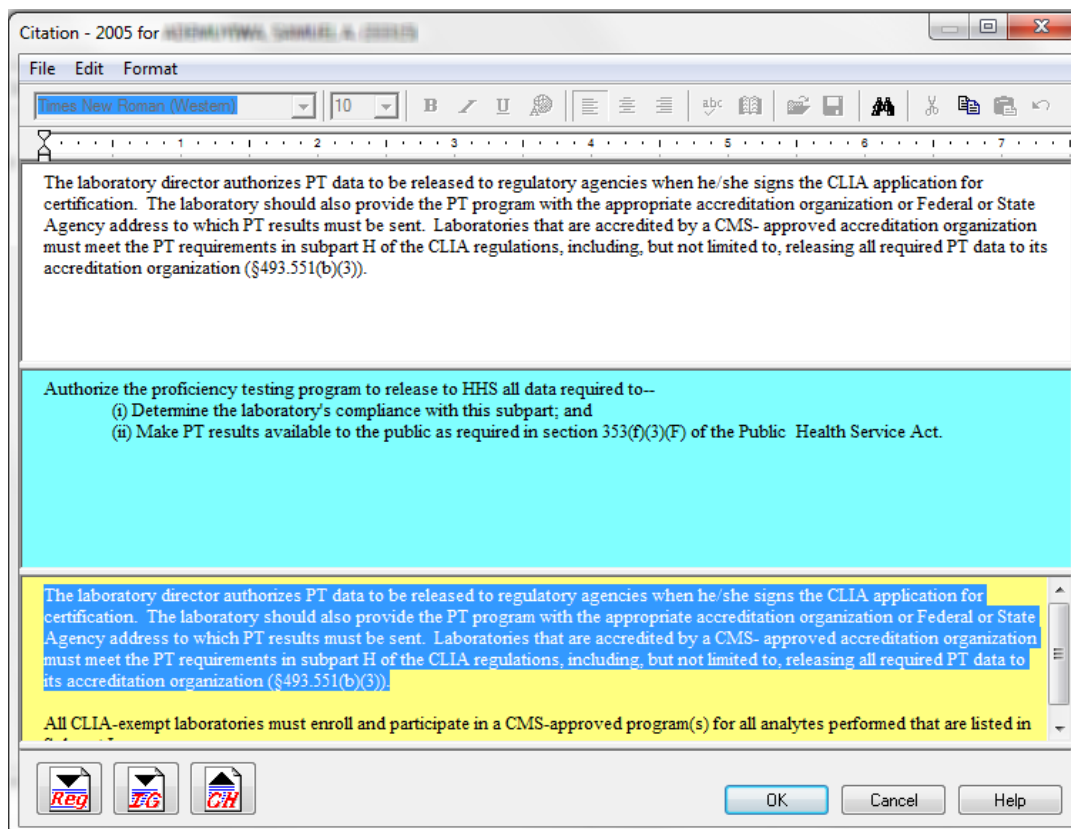 Citation - 2005 for
File Edit Format
Times New Roman (Western) 10 B I U abc
1 2 3 4 5 6 7
The laboratory director authorizes PT data to be released to regulatory agencies when he/she signs the CLIA application for
certification.  The laboratory should also provide the PT program with the appropriate accreditation organization or Federal or State
Agency address to which PT results must be sent.  Laboratories that are accredited by a CMS- approved accreditation organization
must meet the PT requirements in subpart H of the CLIA regulations, including, but not limited to, releasing all required PT data to its
accreditation organization (§493.551(b)(3)).
Authorize the proficiency testing program to release to HHS all data required to--
(i) Determine the laboratory's compliance with this subpart; and
(ii) Make PT results available to the public as required in section 353(f)(3)(F) of the Public  Health Service Act.
The laboratory director authorizes PT data to be released to regulatory agencies when he/she signs the CLIA application for
certification.  The laboratory should also provide the PT program with the appropriate accreditation organization or Federal or State
Agency address to which PT results must be sent.  Laboratories that are accredited by a CMS- approved accreditation organization
must meet the PT requirements in subpart H of the CLIA regulations, including, but not limited to, releasing all required PT data to
its accreditation organization (§493.551(b)(3)).
All CLIA-exempt laboratories must enroll and participate in a CMS-approved program(s) for all analytes performed that are listed in
Reg IG CH OK Cancel Help